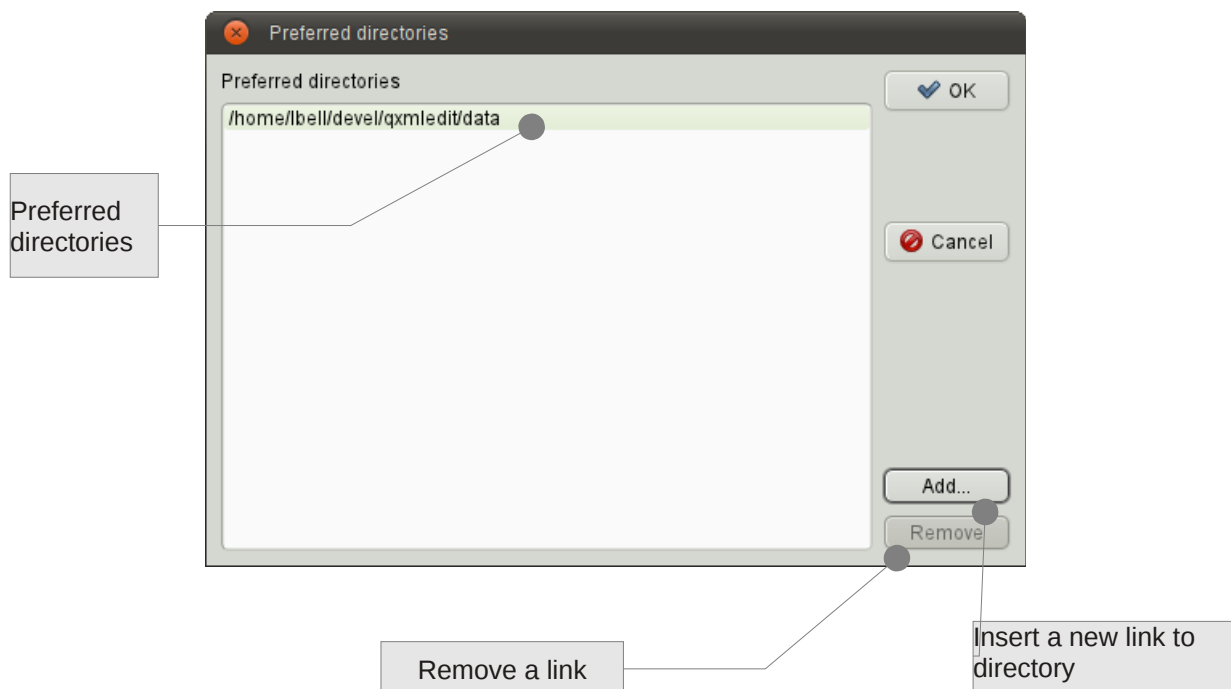 Preferred directories
Preferred directories
OK
/home/lbell/devel/qxmledit/data
Preferred
directories
Cancel
Add...
Remove
Insert a new link to
directory
Remove a link